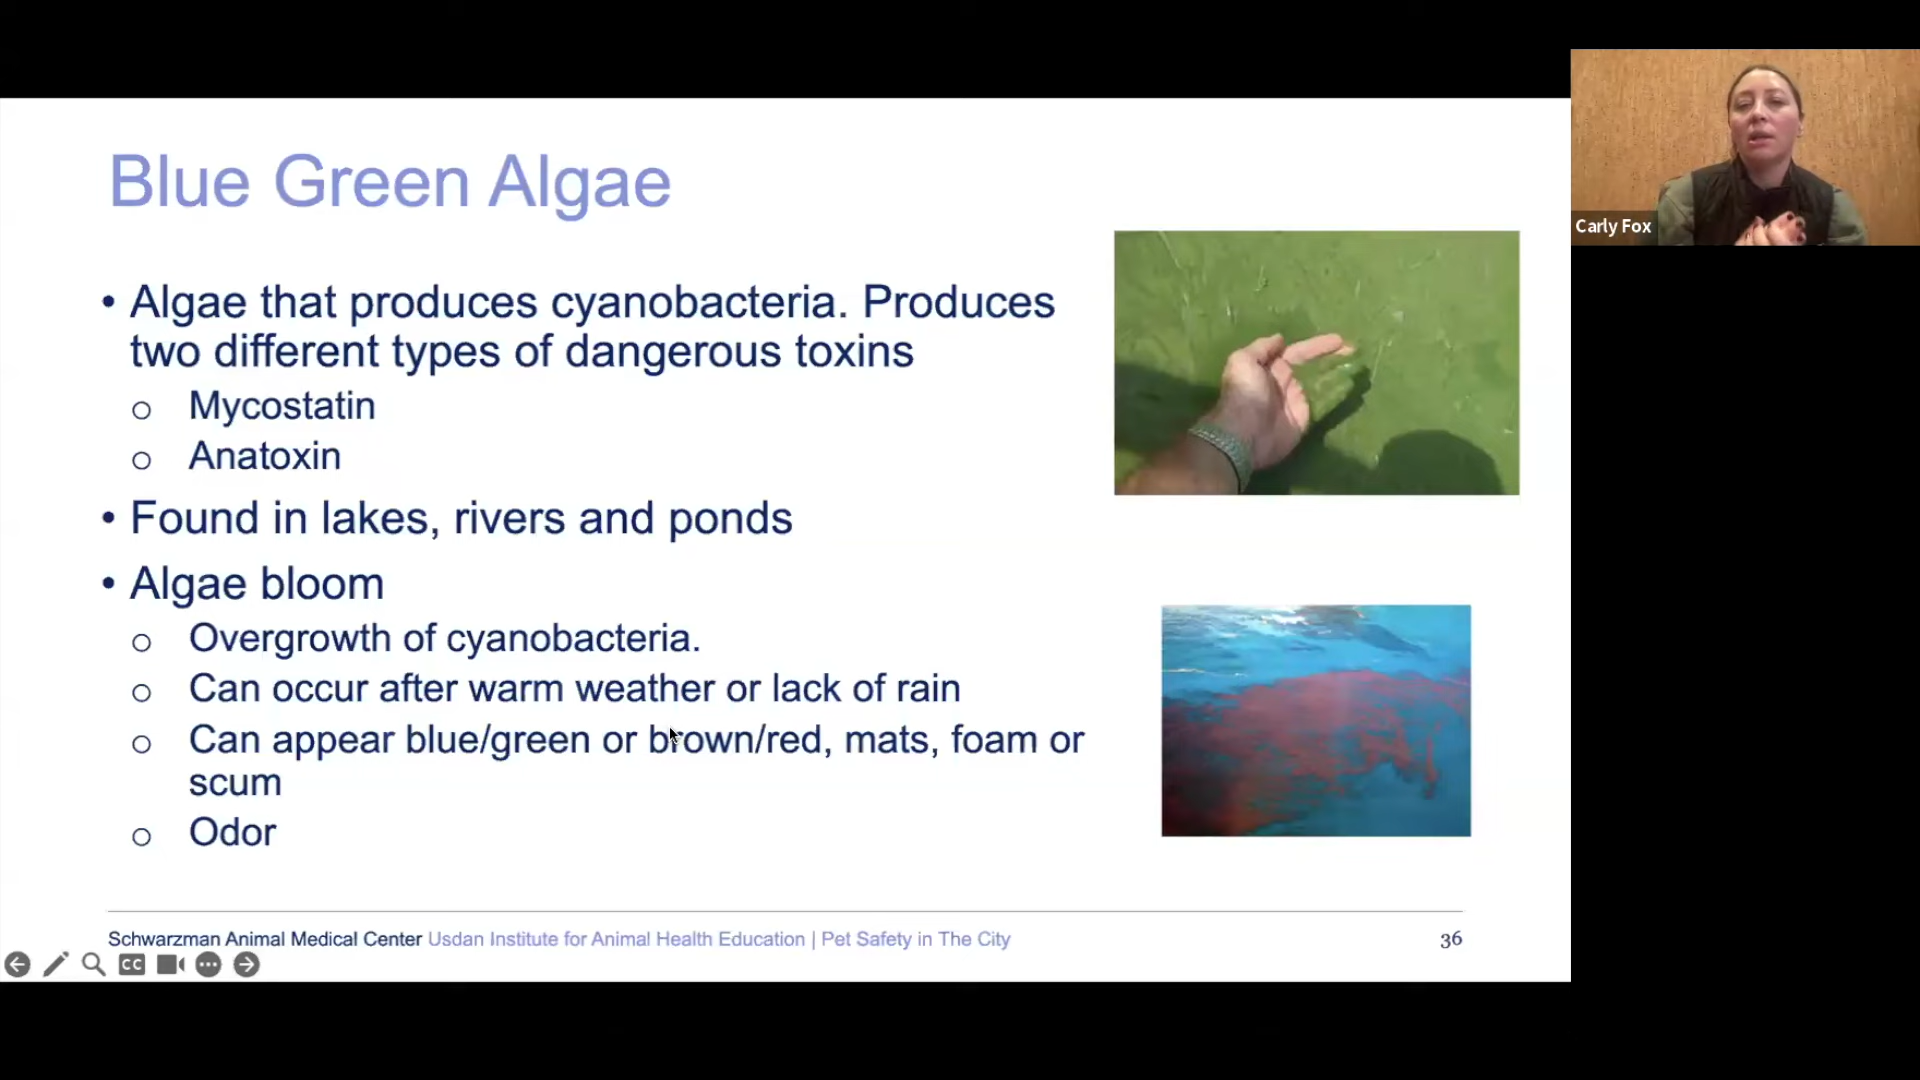 Blue Green Algae
• Algae that produces cyanobacteria. Produces
two different types of dangerous toxins
o Mycostatin
o Anatoxin
• Found in lakes, rivers and ponds
• Algae bloom
o Overgrowth of cyanobacteria.
o Can occur after warm weather or lack of rain
o Can appear blue/green or brown/red, mats, foam or
scum
o Odor
Schwarzman Animal Medical Center Usdan Institute for Animal Health Education | Pet Safety in The City
36
CC
Carly Fox